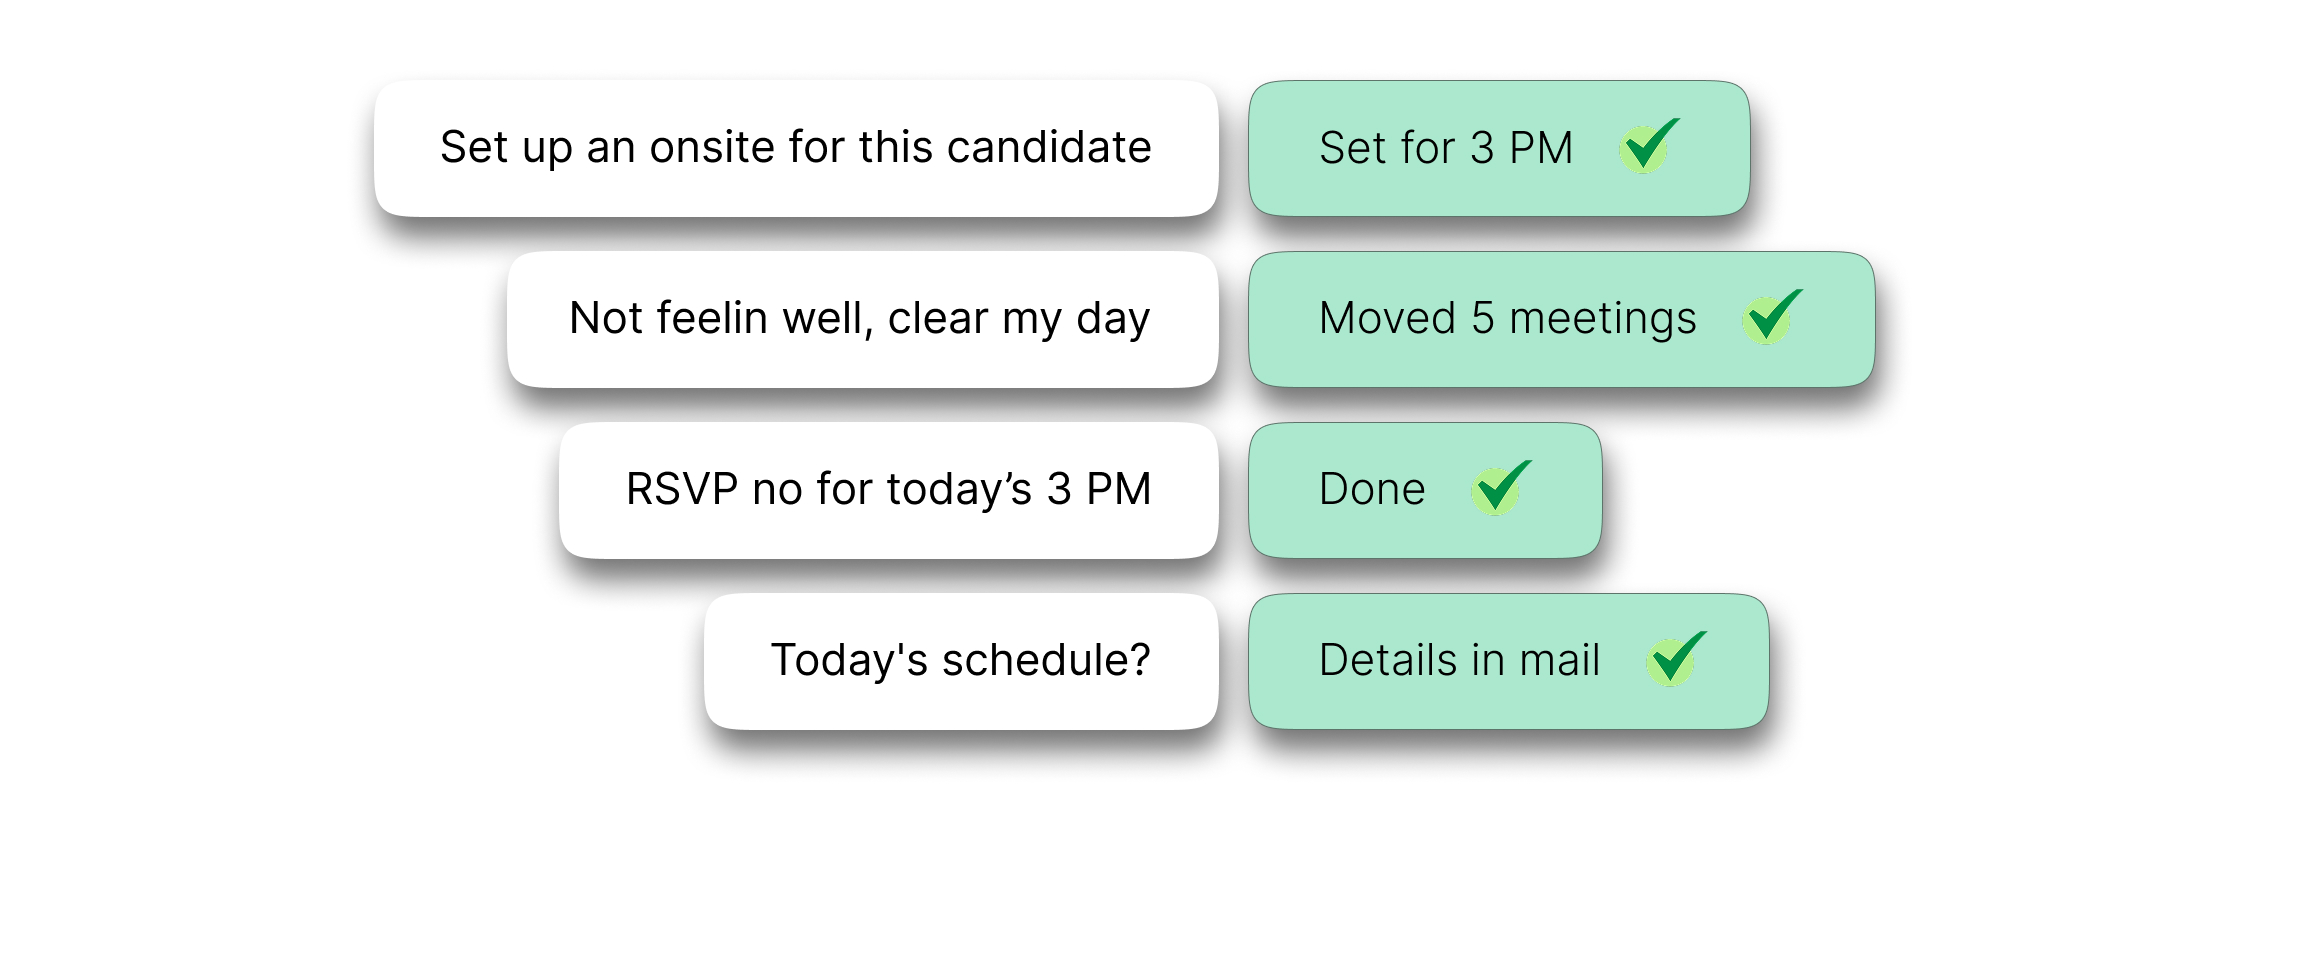 Set up an onsite for this candidate
Set for 3 PM
Not feelin well, clear my day
Moved 5 meetings
RSVP no for today’s 3 PM
Done
Today's schedule?
Details in mail